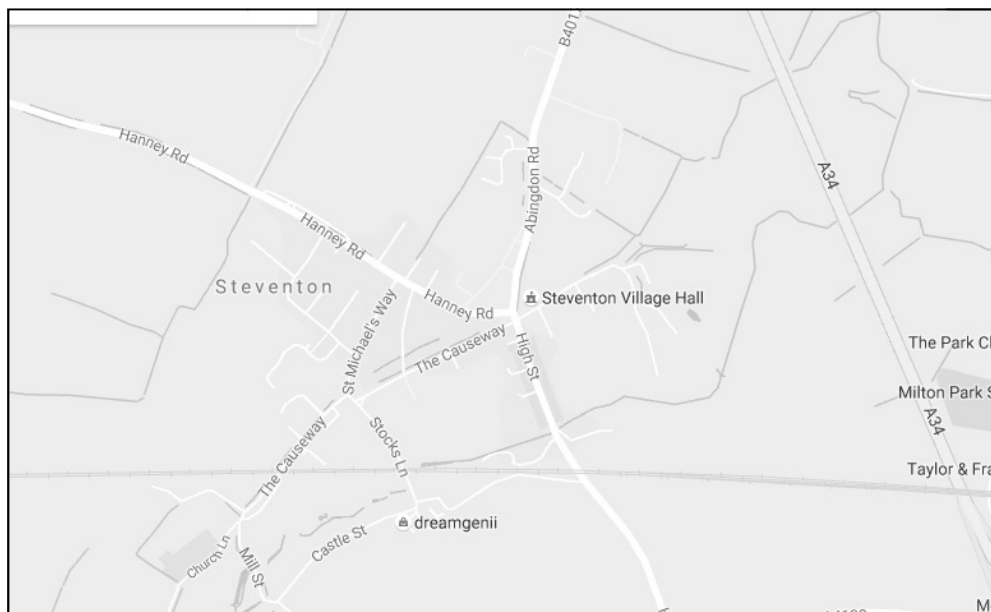 B401
Hanney Rd
A34
Abingdon Rd
Hanney Rd
Steventon
Hanney Rd
Steventon Village Hall
St Michael's Way
The Causeway
High St
The Park Cl
Milton Park S
A34
Stocks Ln
The Causeway
Taylor & Fra
dreamgenii
Castle St
Church Ln
Mill St
M